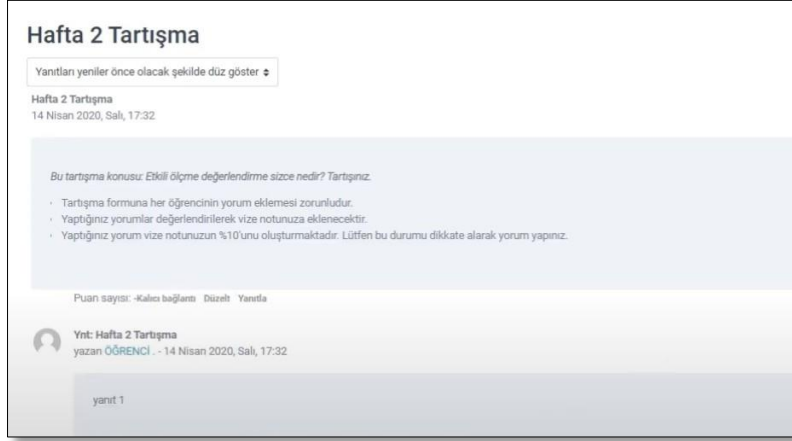 Hafta 2 Tartışma
Yanıtları yeniler önce olacak şekilde düz göster
Hafta 2 Tartışma
14 Nisan 2020, Salı, 17:32
Bu tartışma konusu: Etkili ölçme değerlendirme sizce nedir? Tartışınız.
· Tartışma formuna her öğrencinin yorum eklemesi zorunludur.
· Yaptığınız yorumlar değerlendirilerek vize notunuza eklenecektir.
· Yaptığınız yorum vize notunuzun %10'unu oluşturmaktadır. Lütfen bu durumu dikkate alarak yorum yapınız.
Puan sayısı: -Kalıcı bağlantı Düzelt Yanıtla
Ynt: Hafta 2 Tartışma
yazan ÖĞRENCİ . - 14 Nisan 2020, Salı, 17:32
yanıt 1